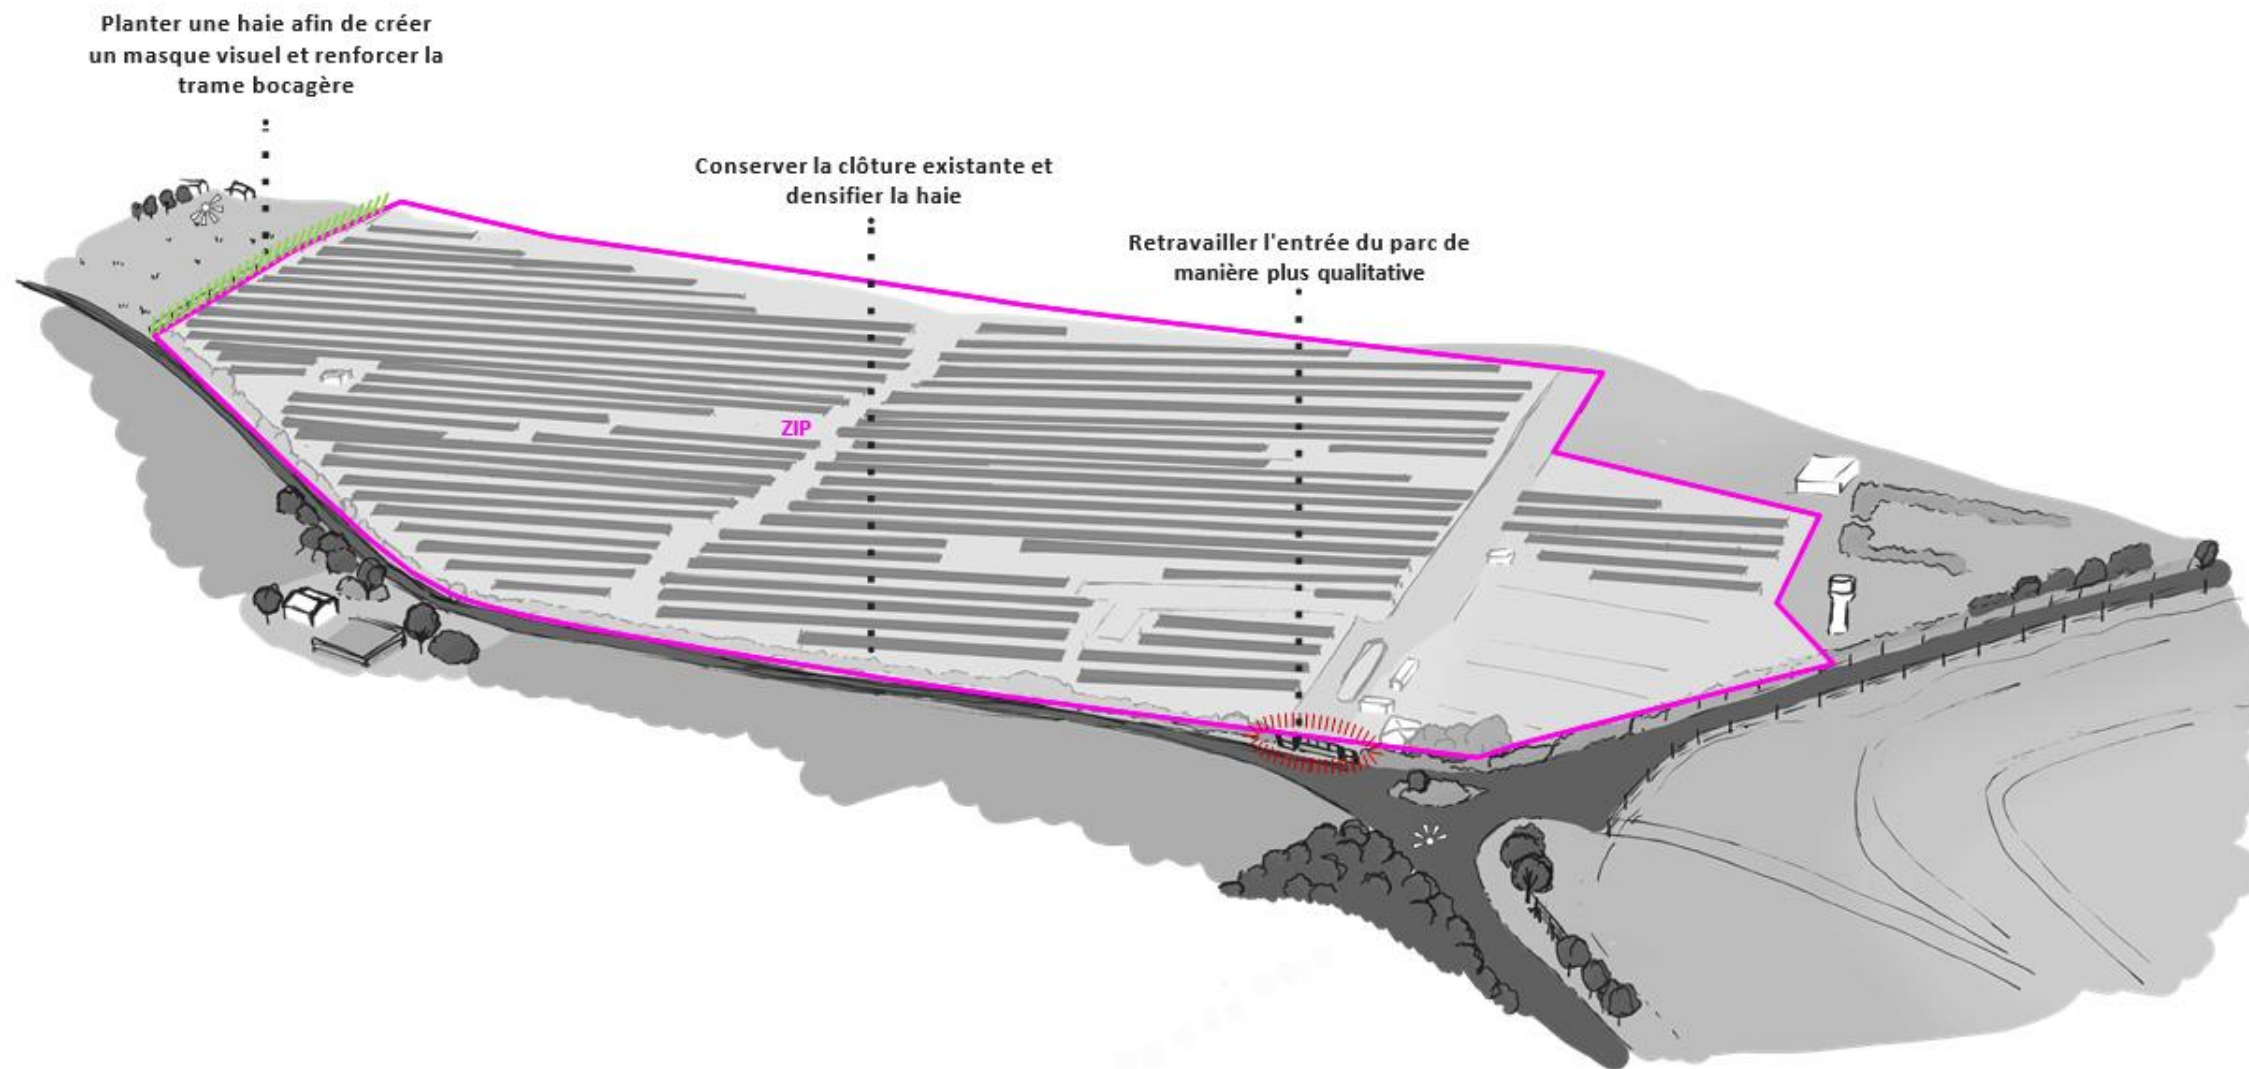 Planter une haie afin de créer
un masque visuel et renforcer la
trame bocagère
Conserver la clôture existante et
densifier la haie
Retravailler l'entrée du parc de
manière plus qualitative
ZIP